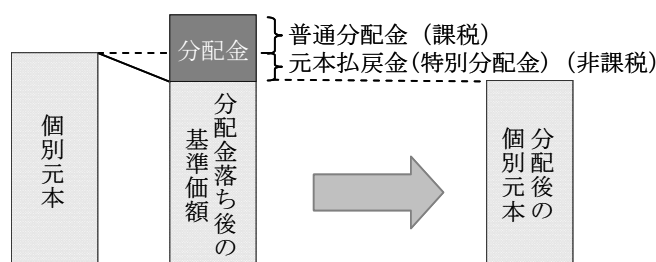 分配金
普通分配金（課税）
元本払戻金(特別分配金)（非課税）
個別元本
分配金落ち後の
基準価額
分配後の
個別元本